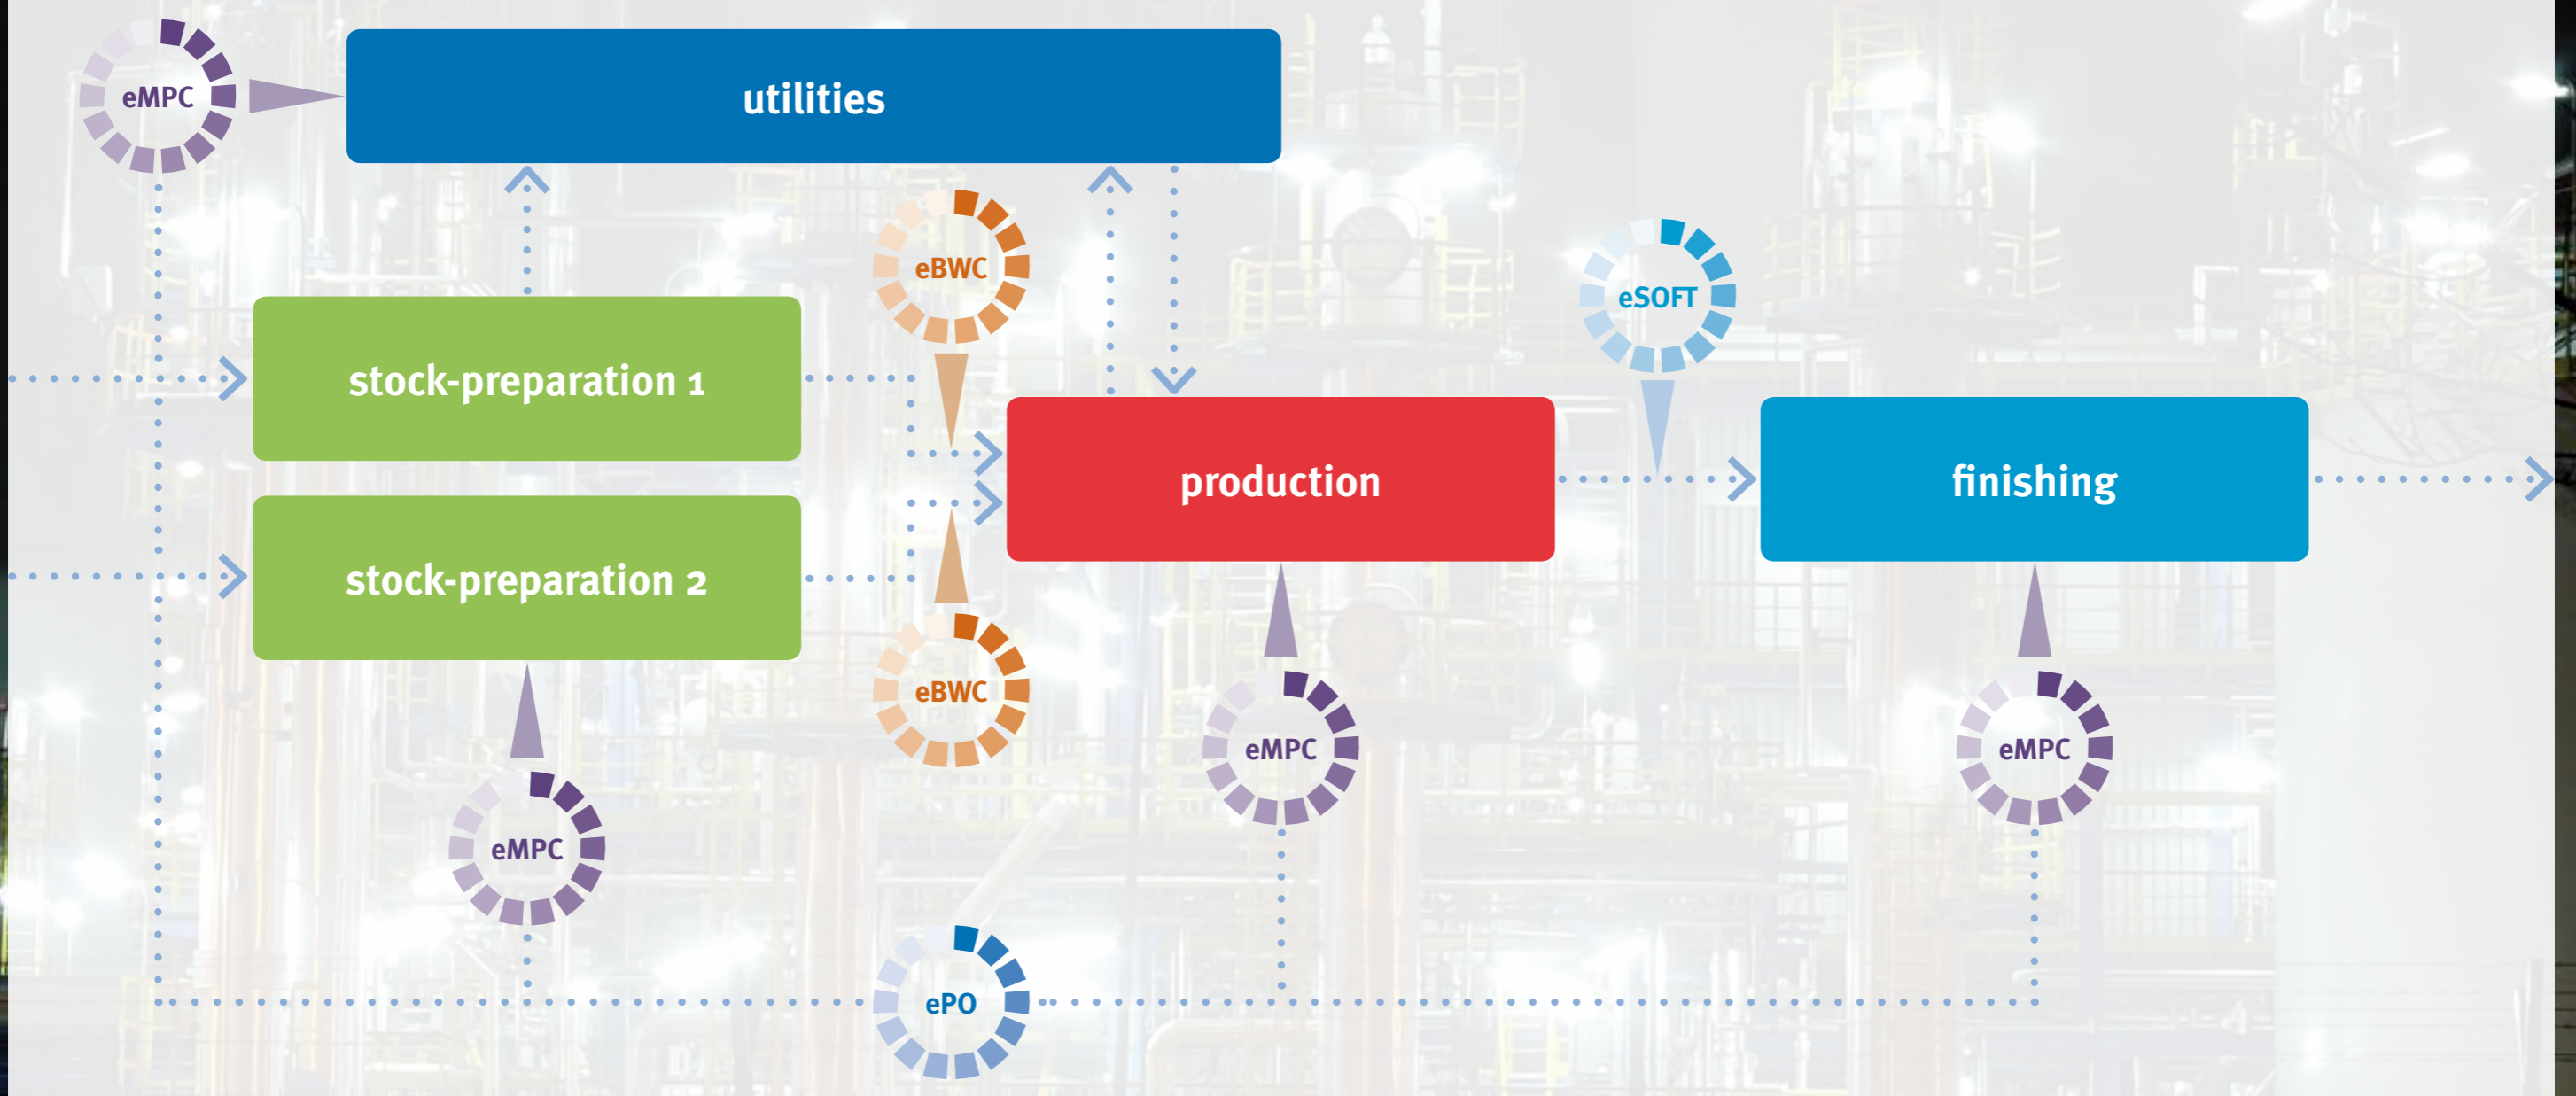 eMPC
utilities
eBWC
eSOFT
stock-preparation 1
production
finishing
stock-preparation 2
eBWC
eMPC
eMPC
eMPC
ePO